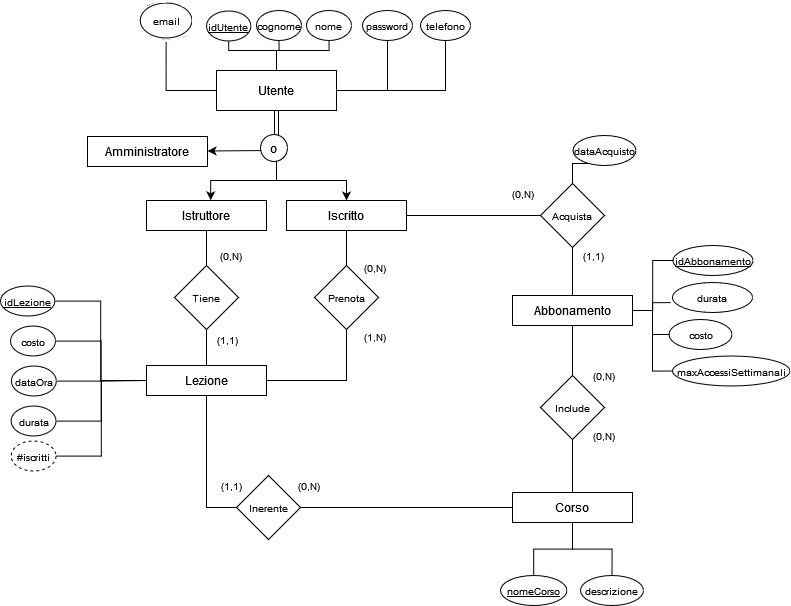 email
idUtente
cognome
nome
password
telefono
Utente
Amministratore
o
dataAcquisto
Istruttore
Iscritto
(0,N)
Acquista
(0,N)
(0,N)
(1,1)
idAbbonamento
Tiene
Prenota
durata
idLezione
Abbonamento
costo
(1,1)
(1,N)
costo
maxAccessiSettimanali
dataOra
Lezione
(0,N)
Include
durata
(0,N)
#iscritti
(1,1)
(0,N)
Inerente
Corso
nomeCorso
descrizione